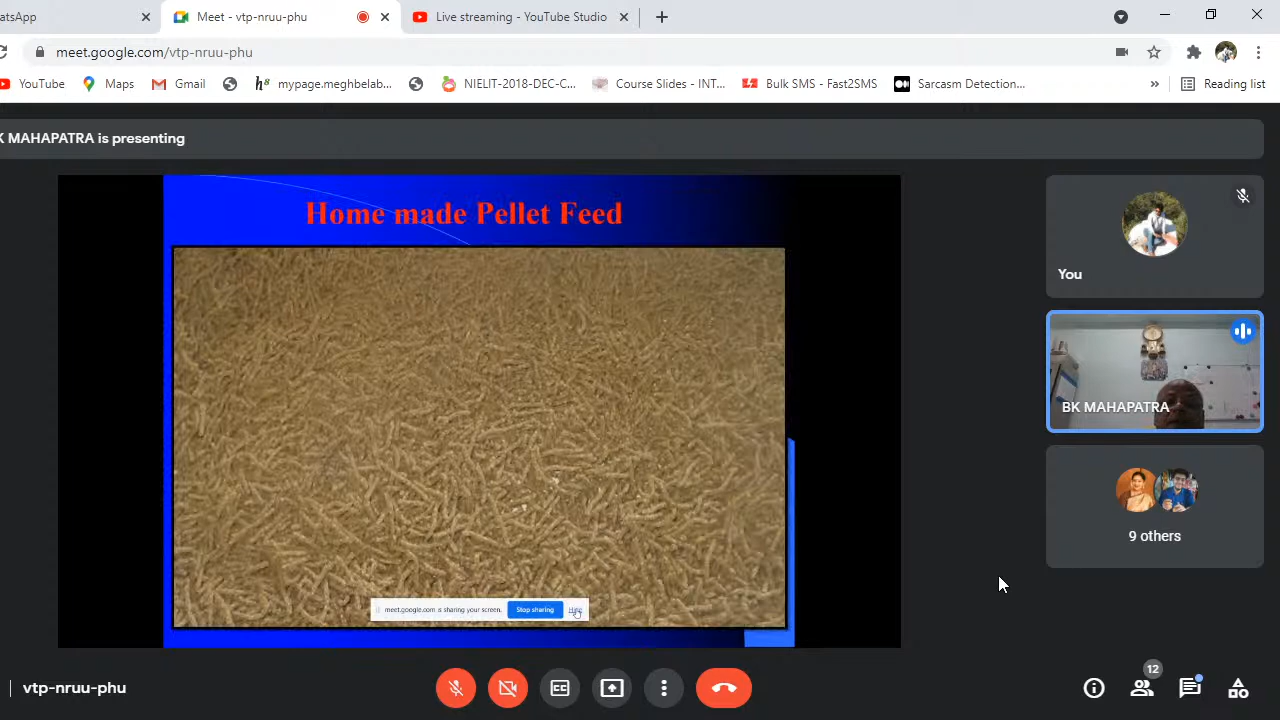 atsApp
Meet - vtp-nruu-phu
Live streaming - YouTube Studio
meet.google.com/vtp-nruu-phu
YouTube
Maps
Gmail
mypage.meghbelab...
NIELIT-2018-DEC-C...
Course Slides - INT...
Bulk SMS - Fast2SMS
Sarcasm Detection...
»
Reading list
K MAHAPATRA is presenting
Home made Pellet Feed
You
BK MAHAPATRA
9 others
meet.google.com is sharing your screen.
Stop sharing
Hide
vtp-nruu-phu
CC
12